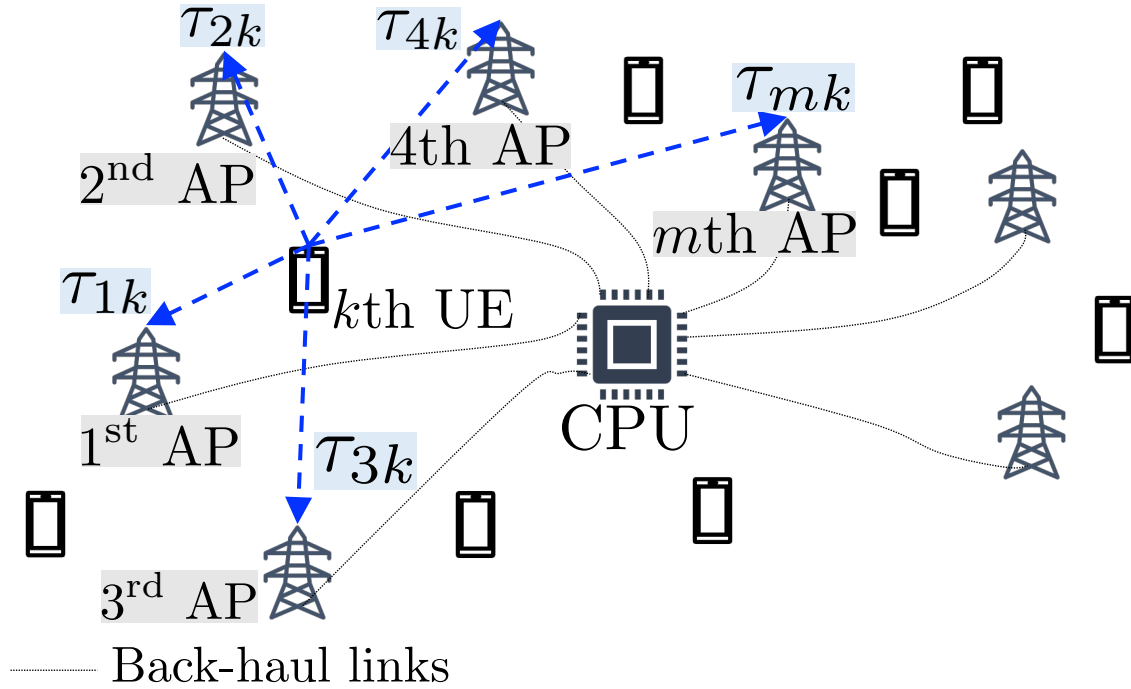 τ2k
τ4k
τmk
4th AP
2nd AP
mth AP
τ1k
kth UE
CPU
1st AP
τ3k
3rd AP
Back-haul links